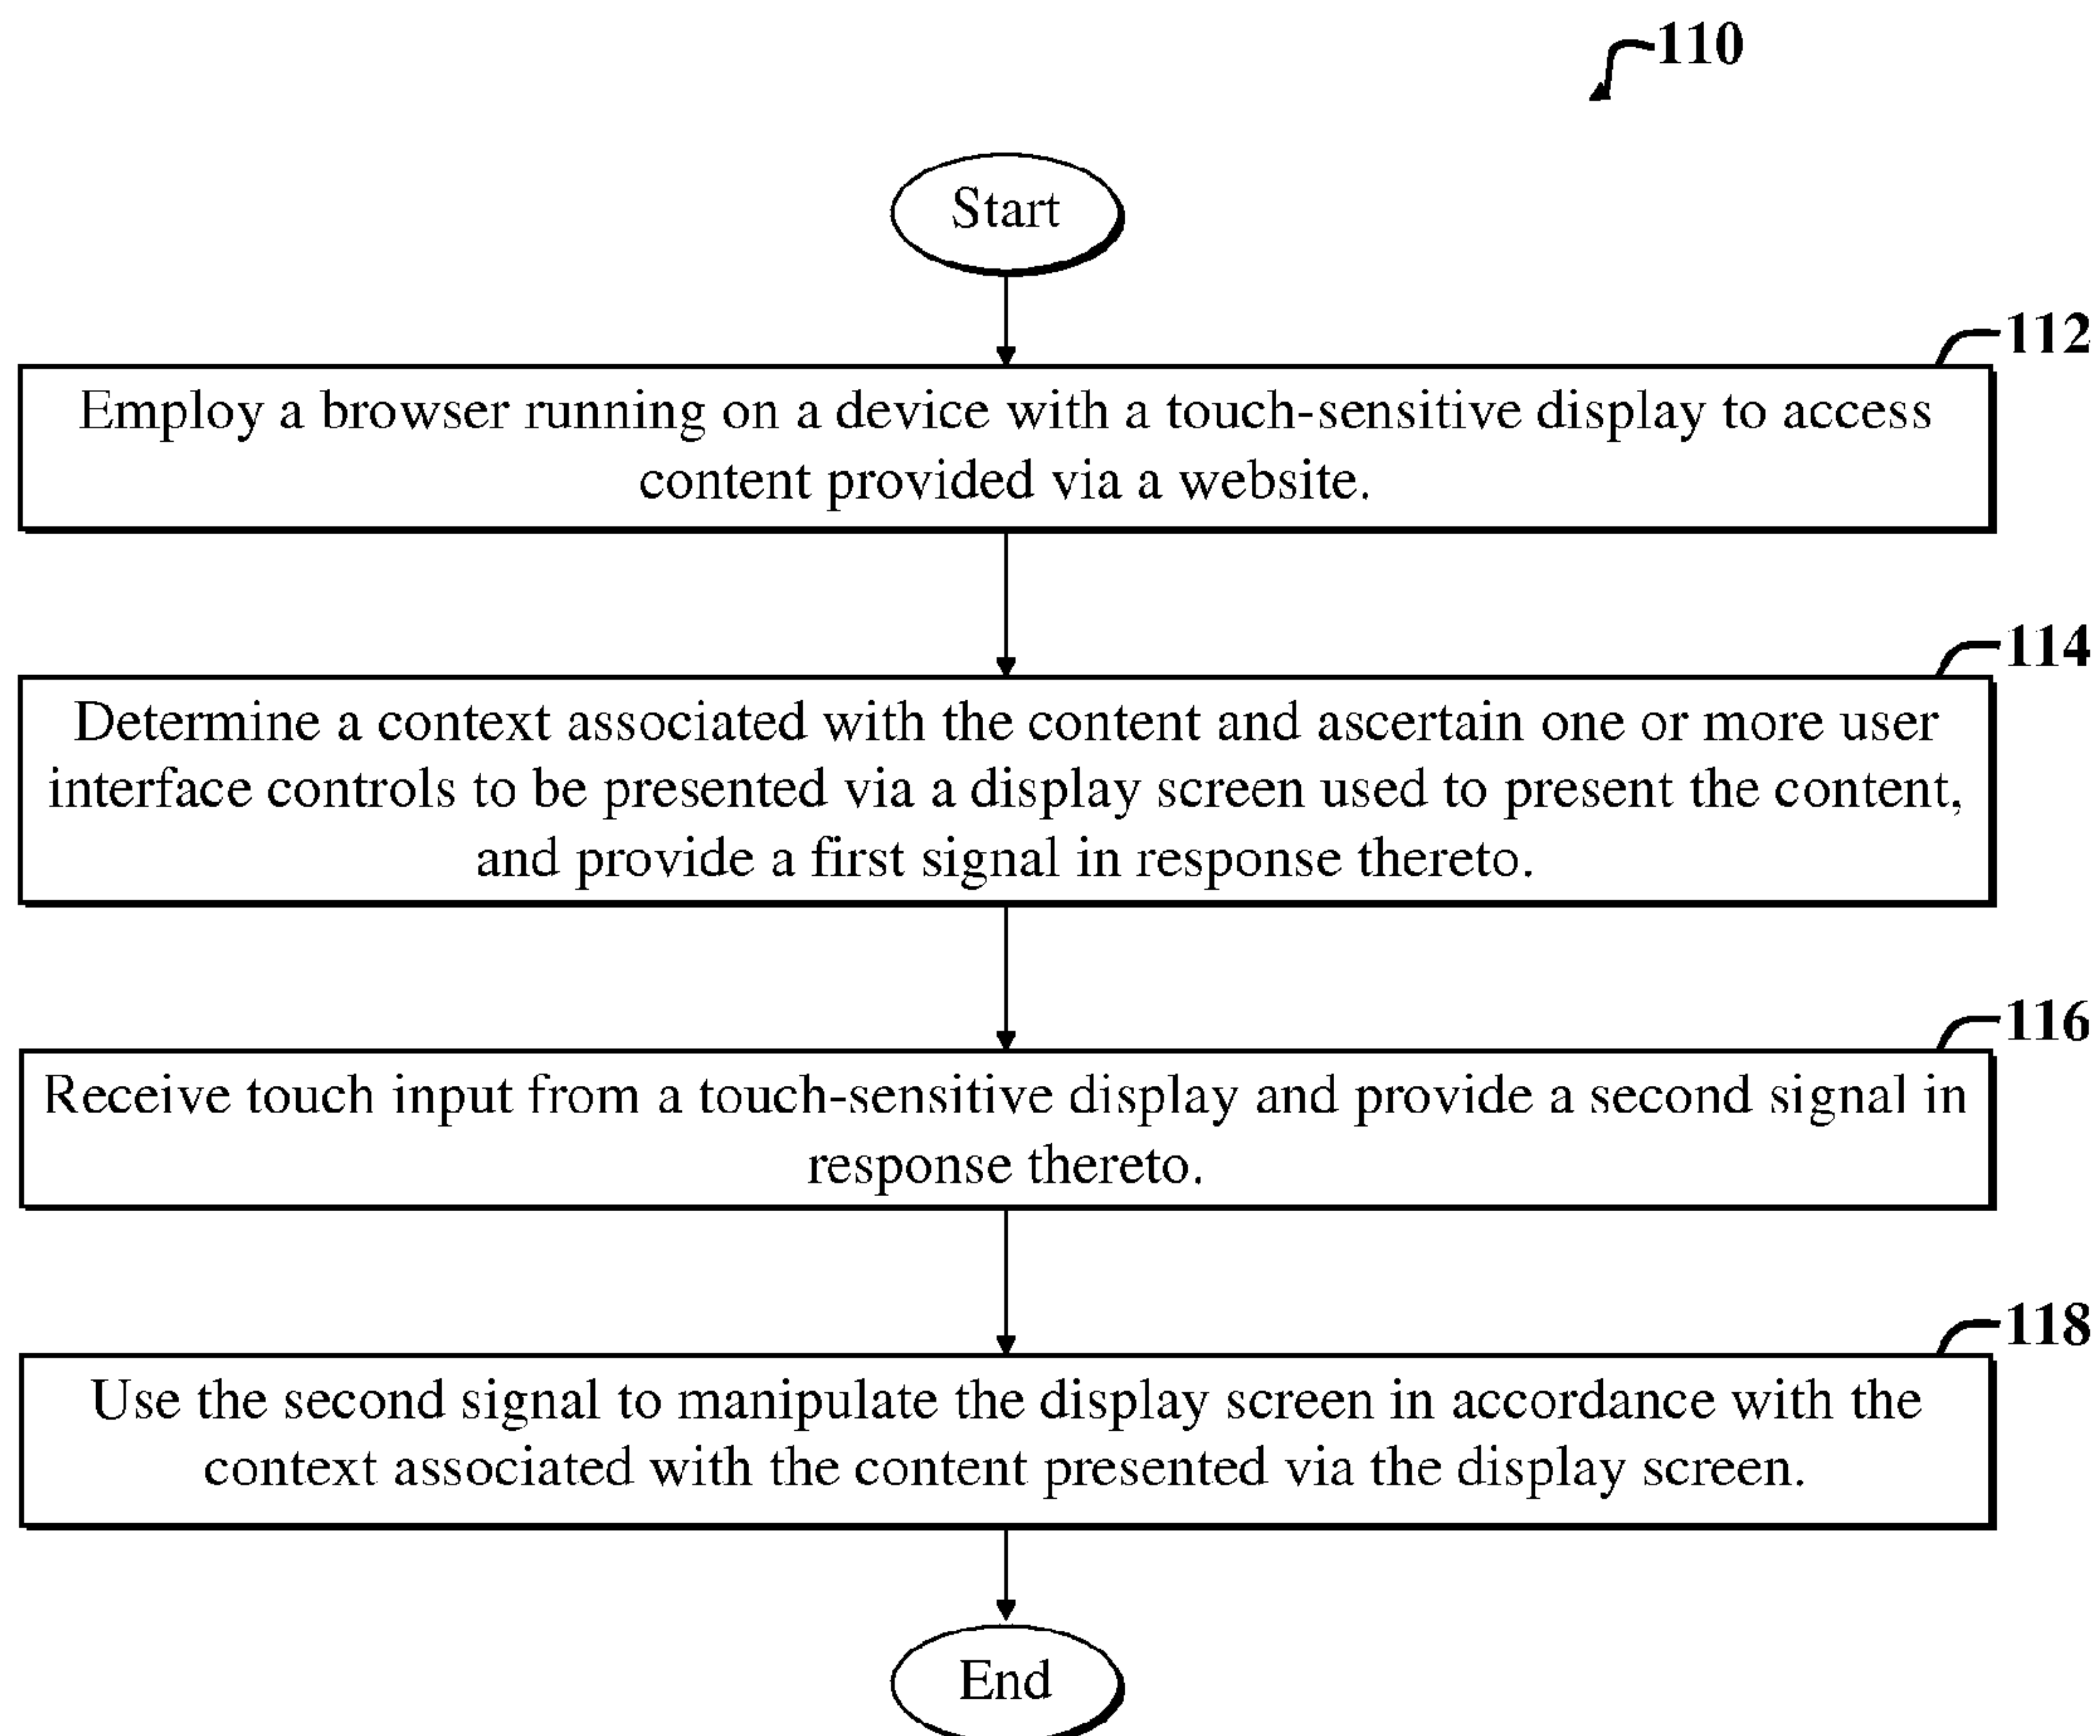 110
Start
112
Employ a browser running on a device with a touch-sensitive display to access
content provided via a website.
114
Determine a context associated with the content and ascertain one or more user
interface controls to be presented via a display screen used to present the content,
and provide a first signal in response thereto.
116
Receive touch input from a touch-sensitive display and provide a second signal in
response thereto.
118
Use the second signal to manipulate the display screen in accordance with the
context associated with the content presented via the display screen.
End